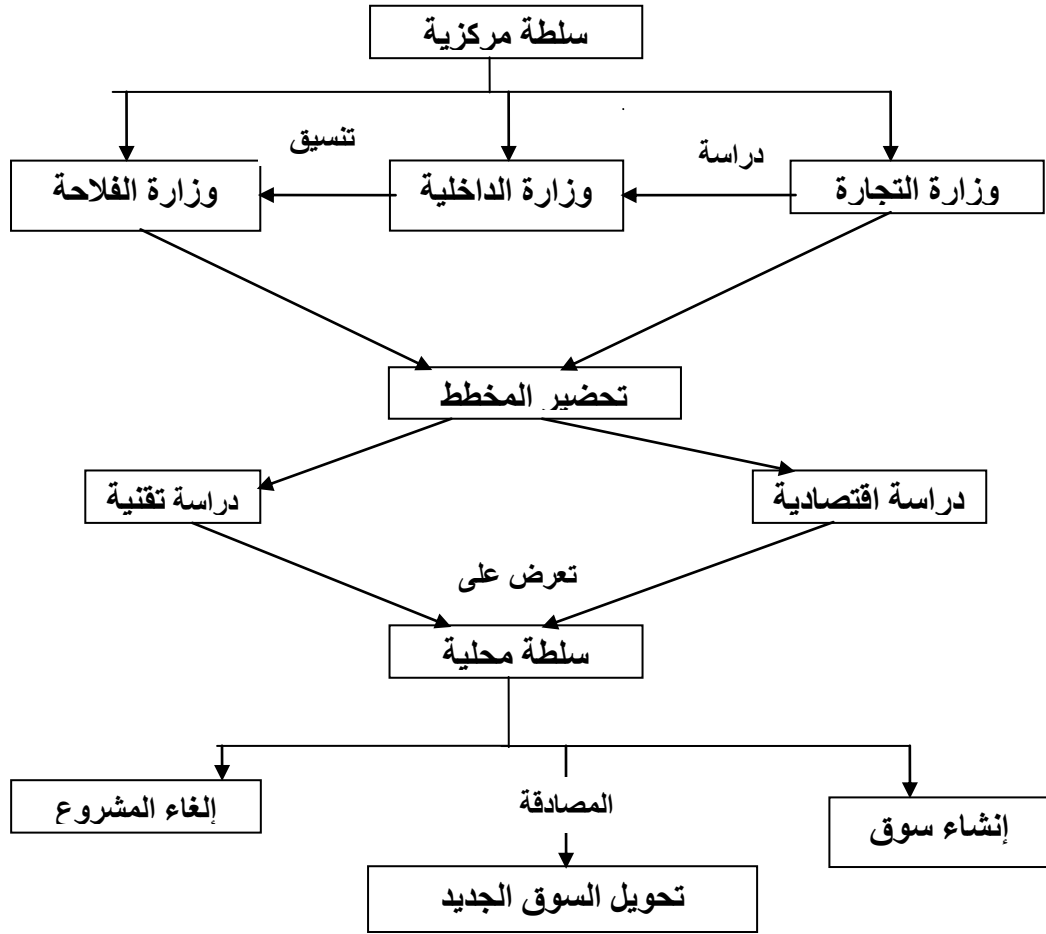 سلطة مركزية
دراسة
تنسيق
وزارة التجارة
وزارة الداخلية
وزارة الفلاحة
تحضير المخطط
دراسة اقتصادية
دراسة تقنية
تعرض على
سلطة محلية
إنشاء سوق
المصادقة
إلغاء المشروع
تحويل السوق الجديد